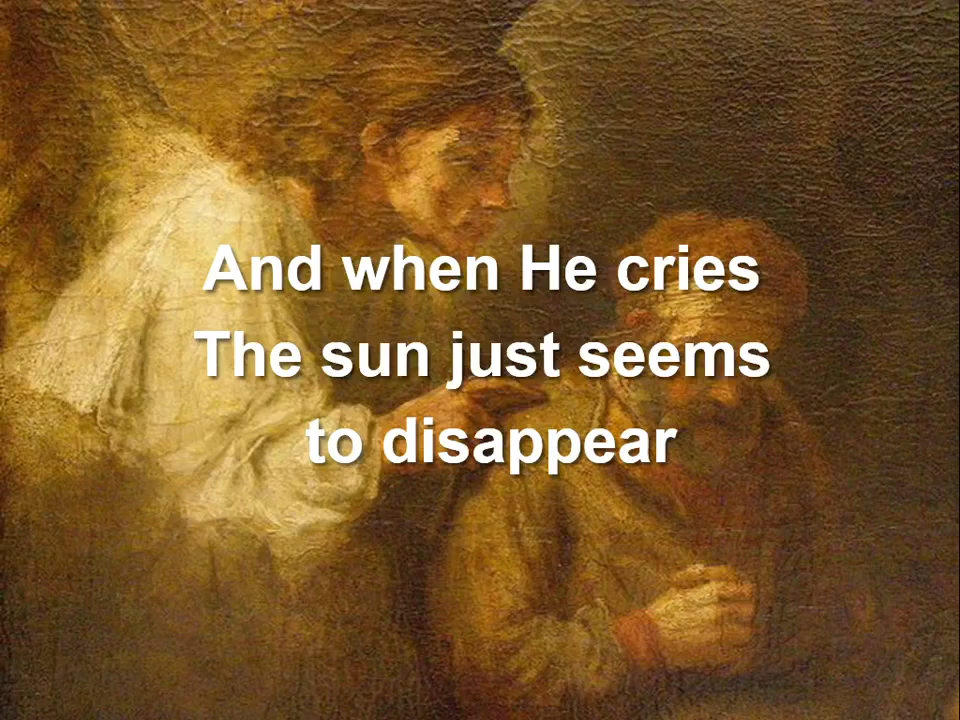 And when He cries
The sun just seems
to disappear